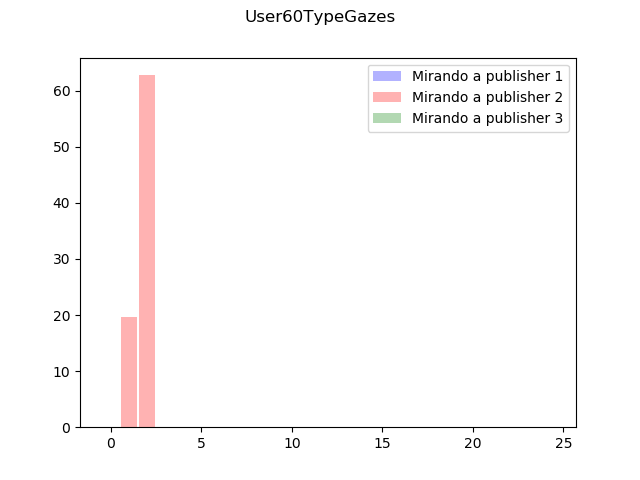 User60TypeGazes
Mirando a publisher 1
Mirando a publisher 2
Mirando a publisher 3
60
50
40
30
20
10
0
0 5 10 15 20 25